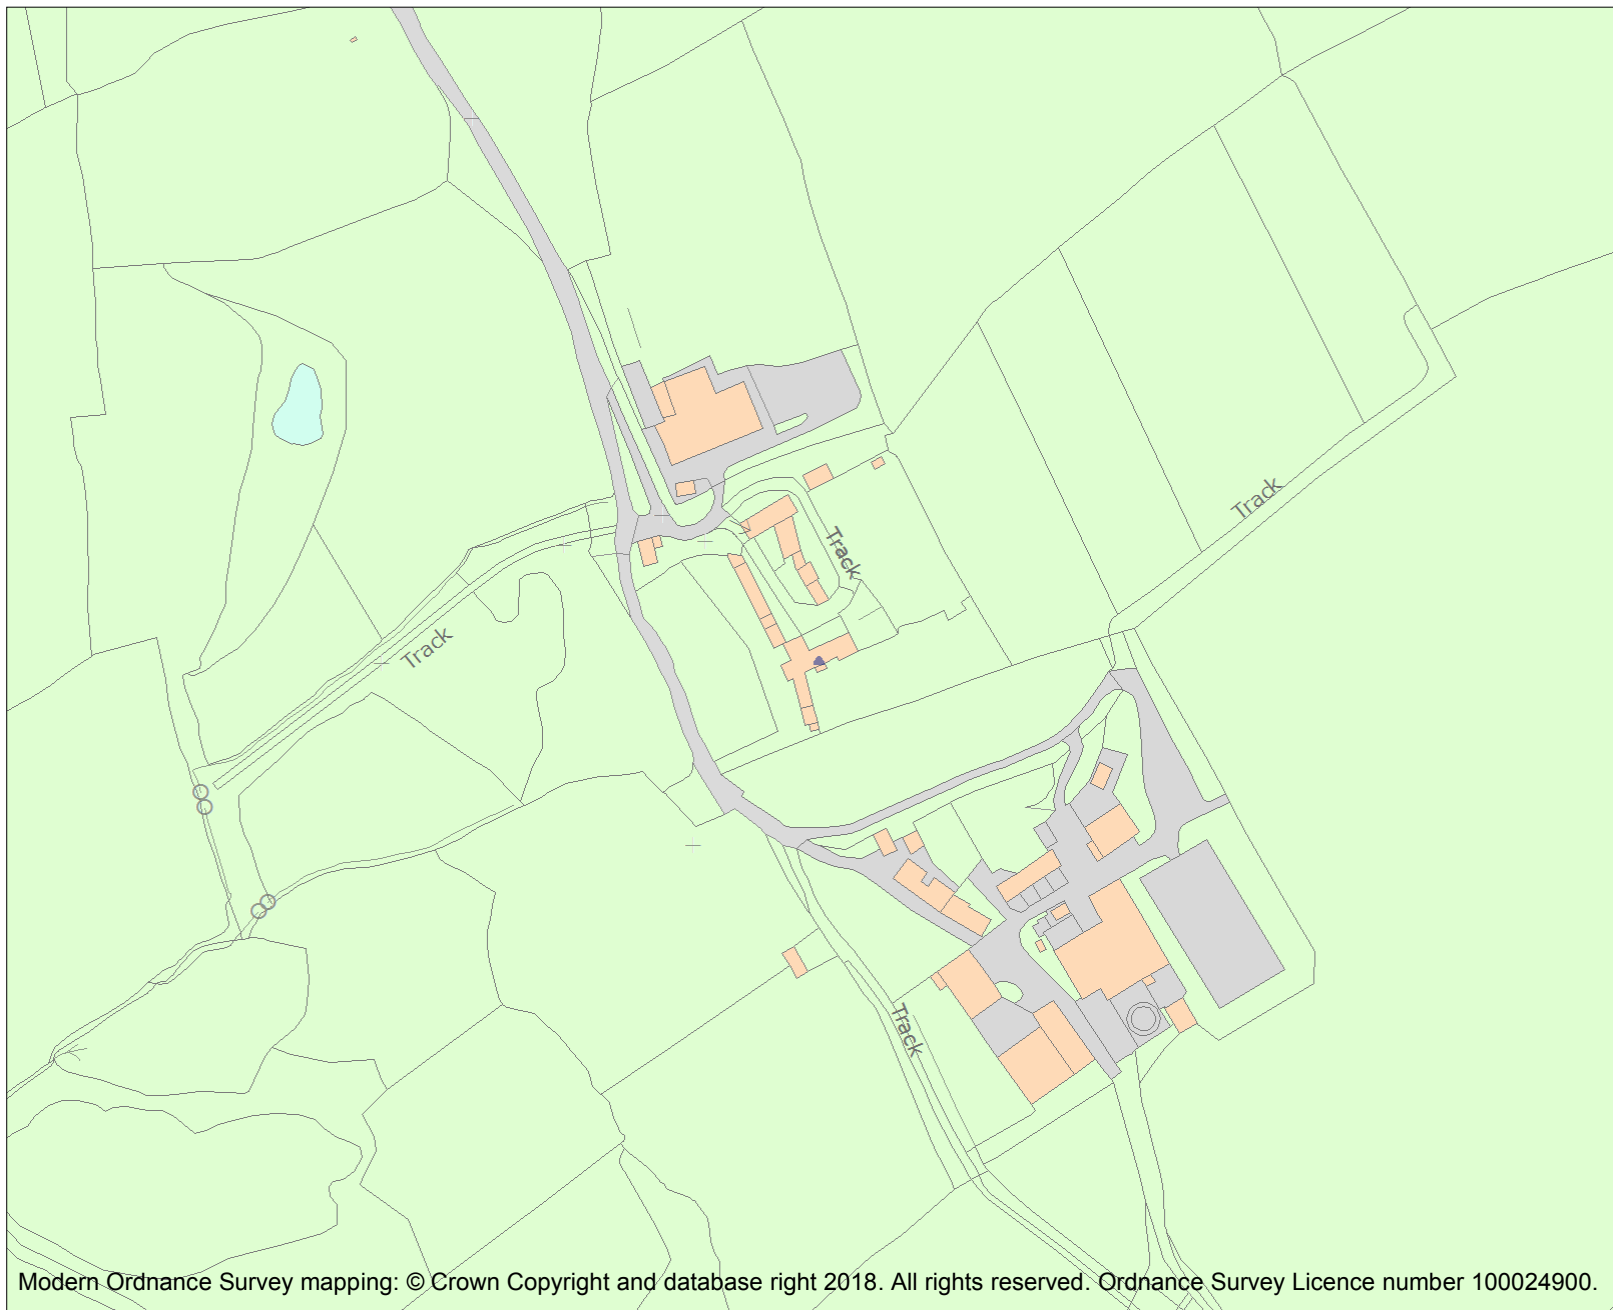 Track
Track
Track
Track
Modern Ordnance Survey mapping: © Crown Copyright and database right 2018. All rights reserved. Ordnance Survey Licence number 100024900.